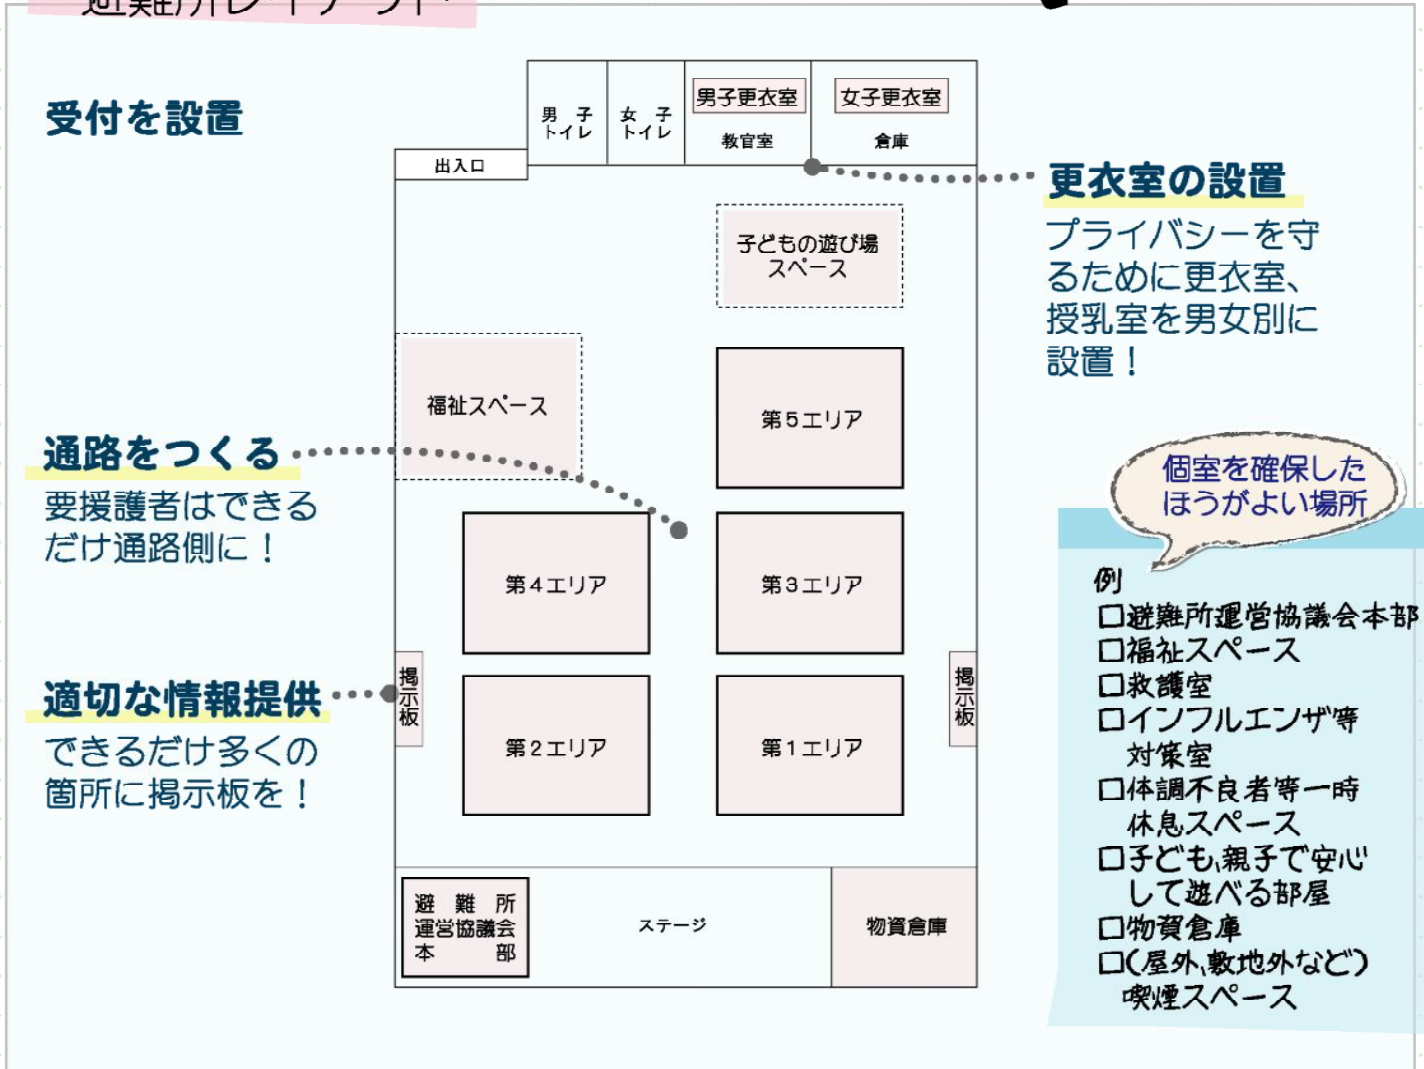 避難所レイアウト
受付を設置
男子
トイレ
女子
トイレ
男子更衣室
教官室
女子更衣室
倉庫
出入口
更衣室の設置
プライバシーを守
るために更衣室、
授乳室を男女別に
設置！
子どもの遊び場
スペース
福祉スペース
第5エリア
通路をつくる
要援護者はできる
だけ通路側に！
第4エリア
第3エリア
適切な情報提供
できるだけ多くの
箇所に掲示板を！
掲示板
掲示板
第2エリア
第1エリア
避難所
運営協議会
本部
ステージ
物資倉庫
個室を確保した
ほうがよい場所
例
□避難所運営協議会本部
□福祉スペース
□救護室
□インフルエンザ等
対策室
□体調不良者等一時
休息スペース
□子ども、親子で安心
して遊べる部屋
□物資倉庫
□(屋外、敷地外など)
喫煙スペース